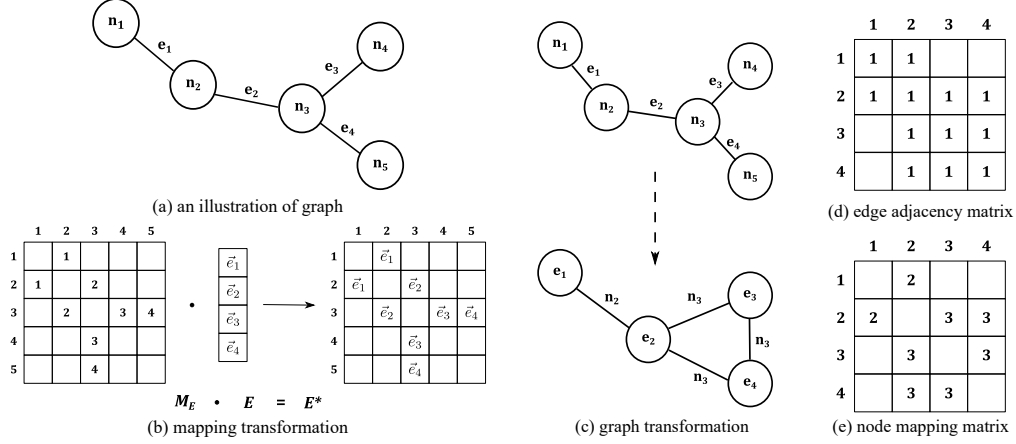 n1
e1
n2
e2
n3
e3
n4
e4
n5
(a) an illustration of graph
1 2 3 4 5
1 1
2 1 2
3 2 3 4
4 3
5 4
·
e⃗1
e⃗2
e⃗3
e⃗4
1 2 3 4 5
1 e⃗1
2 e⃗1 e⃗2
3 e⃗2 e⃗3 e⃗4
4 e⃗3
5 e⃗4
M_E · E = E*
(b) mapping transformation
n1
e1
n2
e2
n3
e3
n4
e4
n5
e1
n2
e2
n3
e3
n3
n3
e4
(c) graph transformation
1 2 3 4
1 1 1
2 1 1 1 1
3 1 1 1
4 1 1 1
(d) edge adjacency matrix
1 2 3 4
1 2
2 2 3 3
3 3 3
4 3 3
(e) node mapping matrix